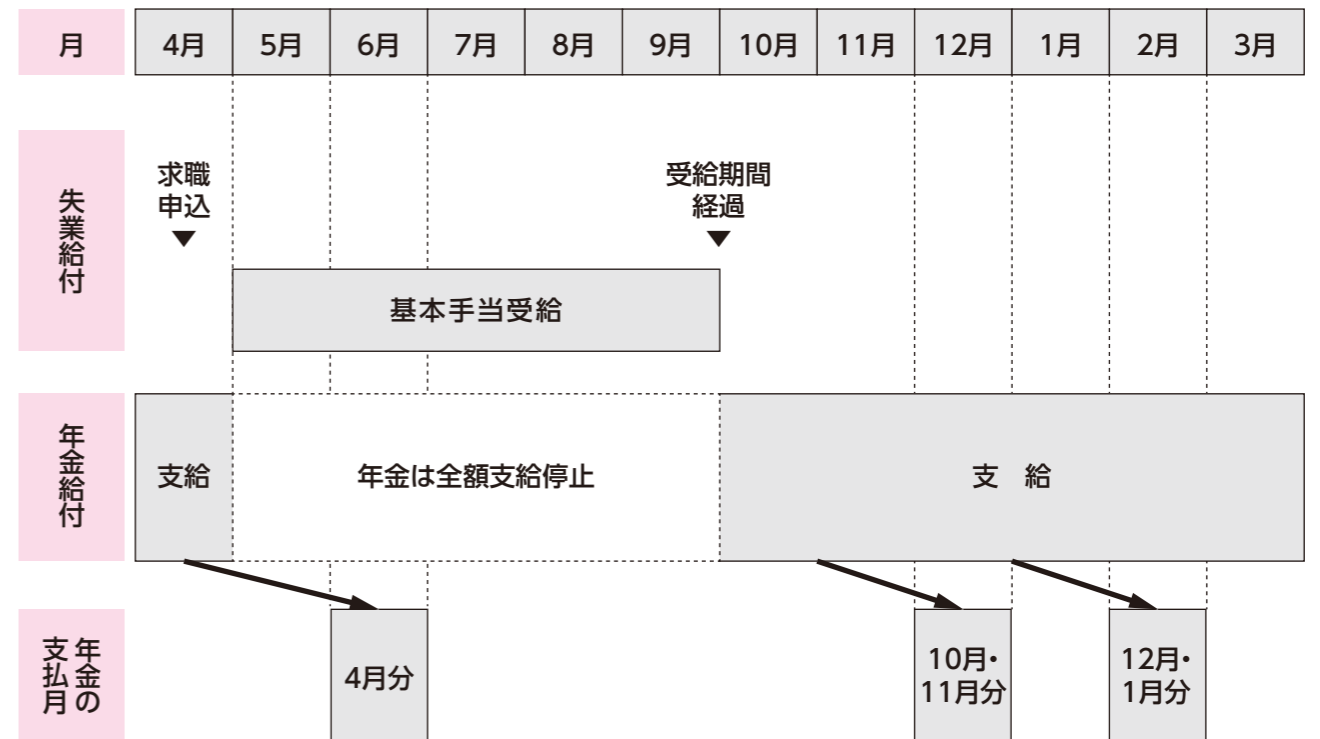 月 4月 5月 6月 7月 8月 9月 10月 11月 12月 1月 2月 3月
失業給付
求職
申込
▼
受給期間
経過
▼
基本手当受給
年金給付
支給
年金は全額支給停止
支　給
年金の
支払月
4月分
10月・
11月分
12月・
1月分